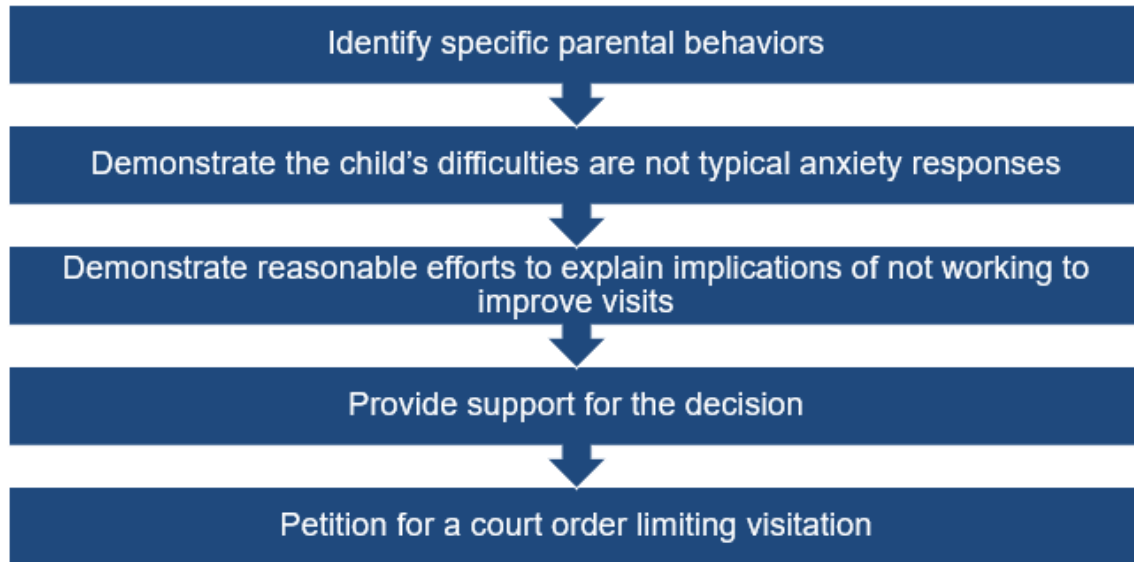 Identify specific parental behaviors
Demonstrate the child’s difficulties are not typical anxiety responses
Demonstrate reasonable efforts to explain implications of not working to
improve visits
Provide support for the decision
Petition for a court order limiting visitation